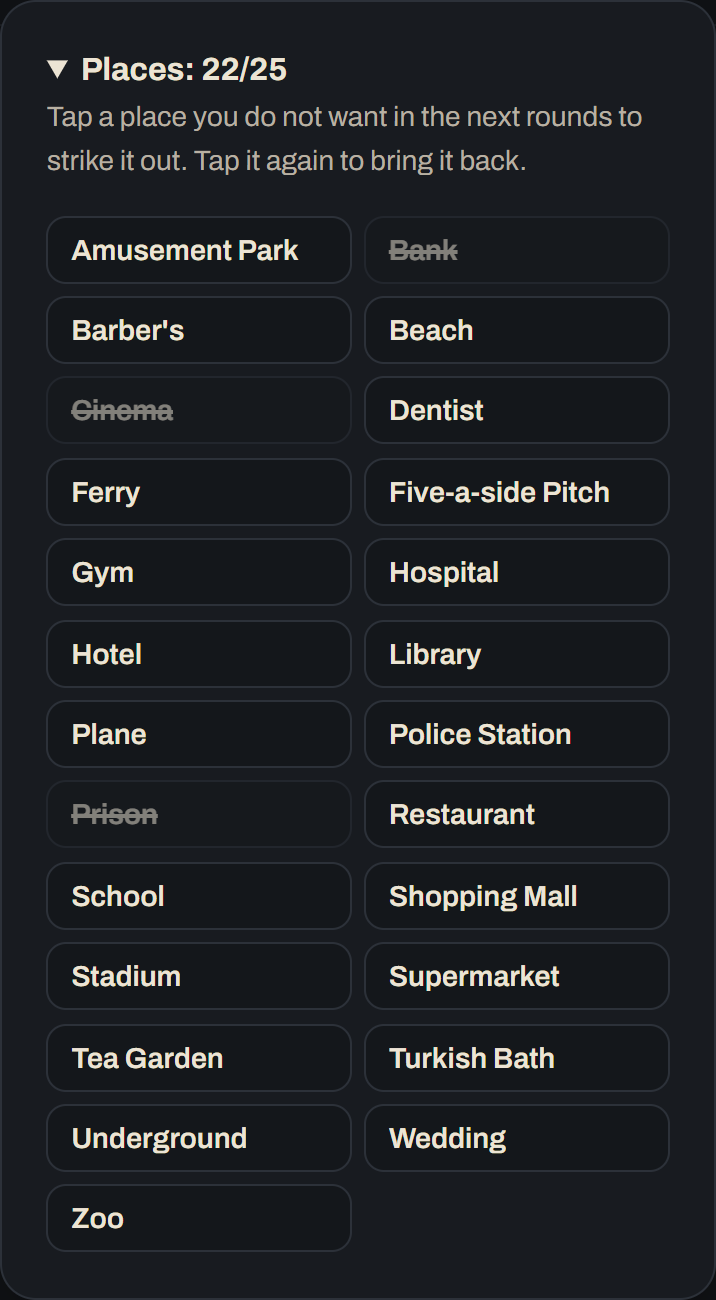 ▼ Places: 22/25
Tap a place you do not want in the next rounds to
strike it out. Tap it again to bring it back.
Amusement Park
Bank
Barber's
Beach
Cinema
Dentist
Ferry
Five-a-side Pitch
Gym
Hospital
Hotel
Library
Plane
Police Station
Prison
Restaurant
School
Shopping Mall
Stadium
Supermarket
Tea Garden
Turkish Bath
Underground
Wedding
Zoo